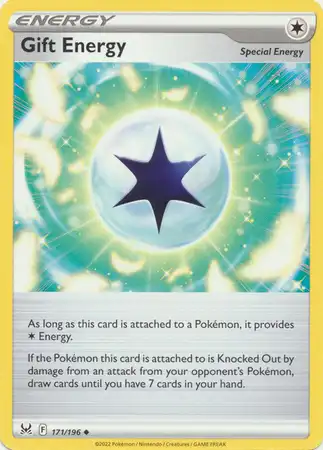 ENERGY
Gift Energy
Special Energy
As long as this card is attached to a Pokémon, it provides
Energy.
If the Pokémon this card is attached to is Knocked Out by
damage from an attack from your opponent's Pokémon,
draw cards until you have 7 cards in your hand.
F 171/196
©2022 Pokémon / Nintendo / Creatures / GAME FREAK